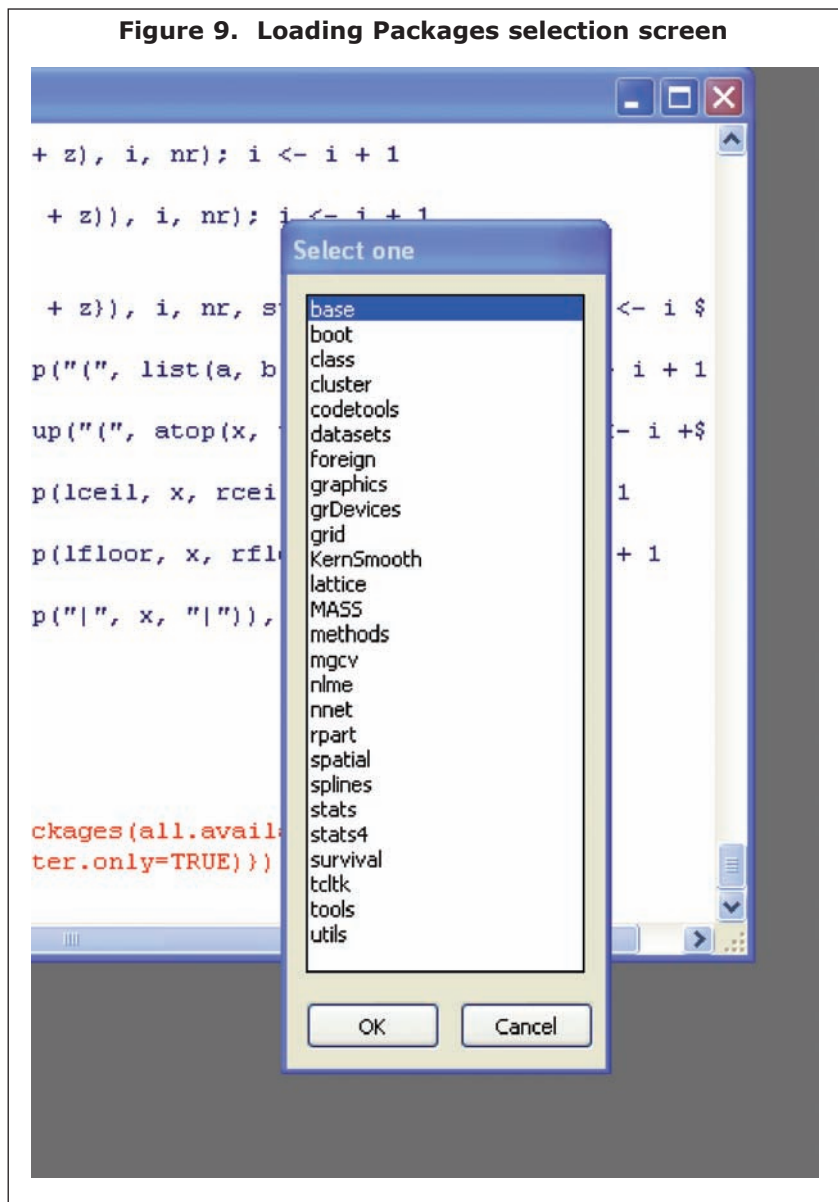 Figure 9. Loading Packages selection screen
+ z), i, nr); i <- i + 1
+ z)), i, nr); i <- i + 1
Select one
+ z}), i, nr, s <- i $
p("(", list(a, b i + 1
up("(", atop(x, - i +$
p(lceil, x, rcei 1
p(lfloor, x, rfl + 1
p("|", x, "|")),
ckages(all.avail
ter.only=TRUE)})
base
boot
class
cluster
codetools
datasets
foreign
graphics
grDevices
grid
KernSmooth
lattice
MASS
methods
mgcv
nlme
nnet
rpart
spatial
splines
stats
stats4
survival
tcltk
tools
utils
OK
Cancel